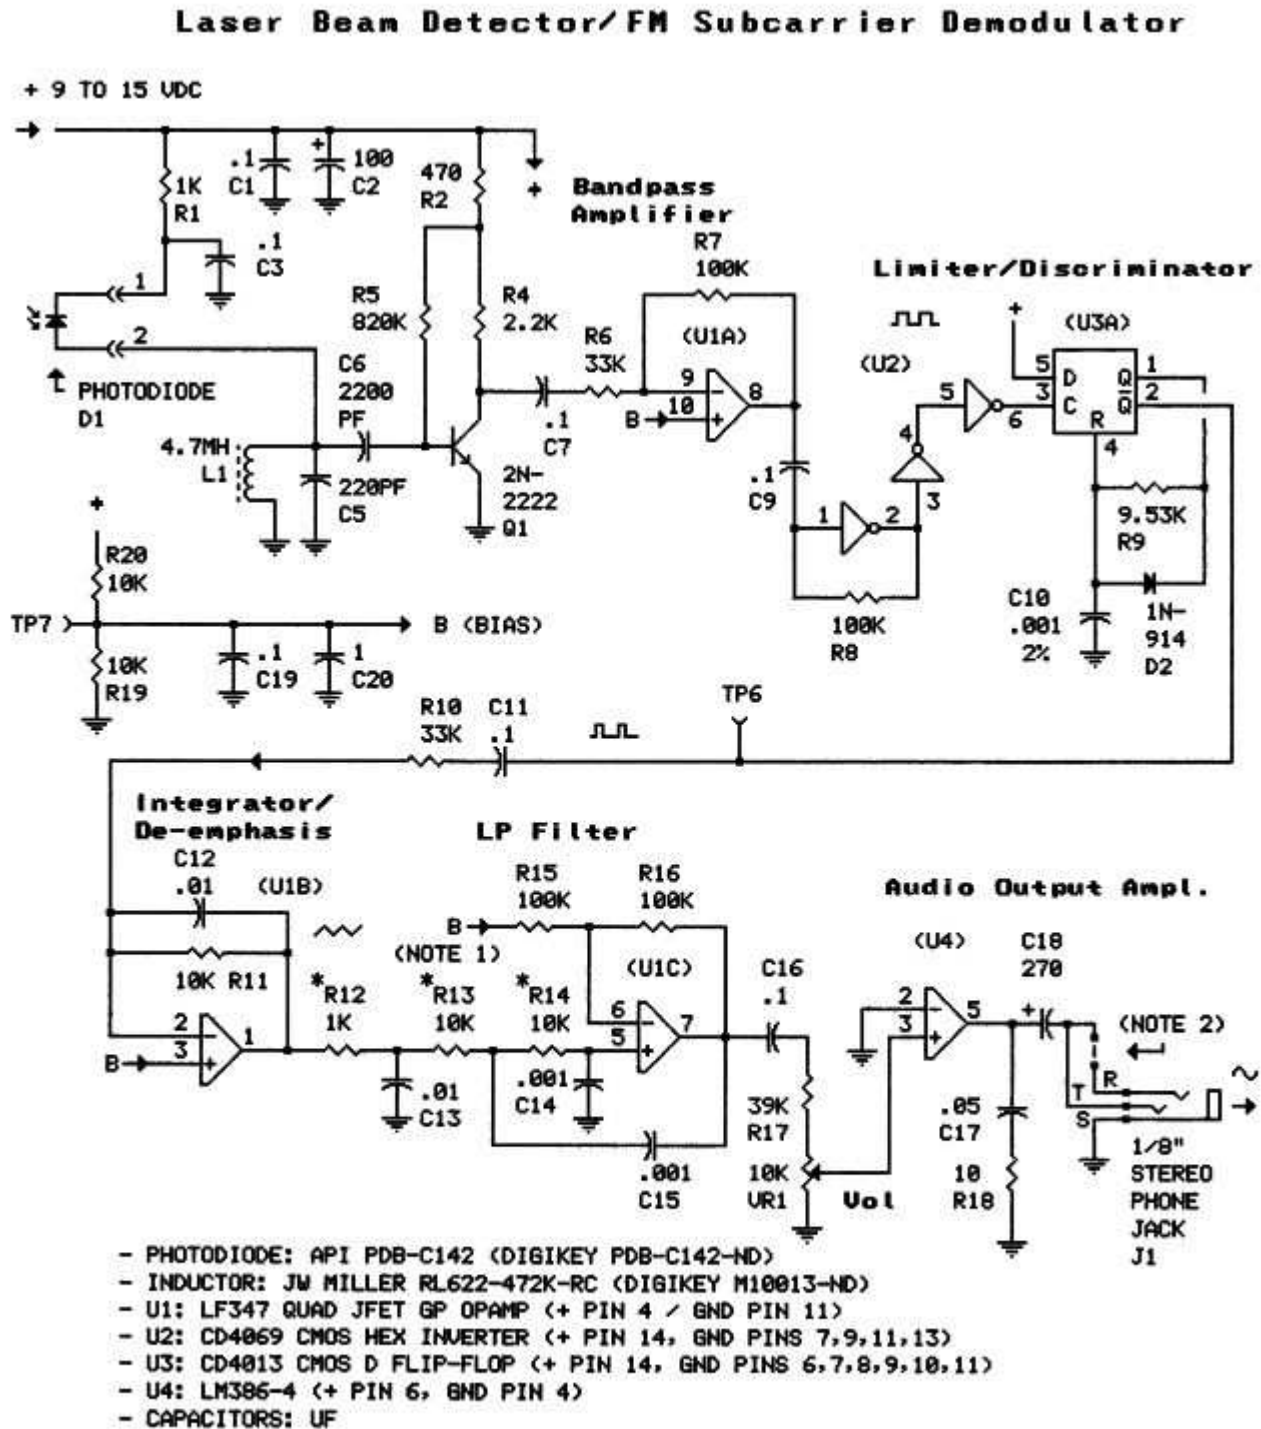 Laser Beam Detector/FM Subcarrier Demodulator
+ 9 TO 15 VDC
1K
R1
.1
C1
+
100
C2
470
R2
+
.1
C3
1
2
PHOTODIODE
D1
R5
820K
R4
2.2K
C6
2200
PF
4.7MH
L1
220PF
C5
2N-
2222
Q1
.1
C7
Bandpass
Amplifier
R7
100K
R6
33K
(U1A)
9
-
10
+
8
B
.1
C9
Limiter/Discriminator
(U2)
1
2
3
4
5
6
100K
R8
+
(U3A)
5
D
Q
1
3
C
Q
2
R
4
9.53K
R9
C10
.001
2%
1N-
914
D2
+
R20
10K
TP7
10K
R19
.1
C19
1
C20
B (BIAS)
R10
33K
C11
.1
TP6
Integrator/
De-emphasis
C12
.01
(U1B)
10K R11
2
-
3
+
1
B
LP Filter
R15
100K
R16
100K
B
(NOTE 1)
*R12
1K
*R13
10K
*R14
10K
(U1C)
6
-
5
+
7
.01
C13
.001
C14
.001
C15
C16
.1
39K
R17
10K
VR1
Vol
Audio Output Ampl.
(U4)
2
-
3
+
5
C18
270
+
.05
C17
10
R18
(NOTE 2)
R
T
S
~
1/8"
STEREO
PHONE
JACK
J1
- PHOTODIODE: API PDB-C142 (DIGIKEY PDB-C142-ND)
- INDUCTOR: JW MILLER RL622-472K-RC (DIGIKEY M10013-ND)
- U1: LF347 QUAD JFET GP OPAMP (+ PIN 4 / GND PIN 11)
- U2: CD4069 CMOS HEX INVERTER (+ PIN 14, GND PINS 7,9,11,13)
- U3: CD4013 CMOS D FLIP-FLOP (+ PIN 14, GND PINS 6,7,8,9,10,11)
- U4: LM386-4 (+ PIN 6, GND PIN 4)
- CAPACITORS: UF